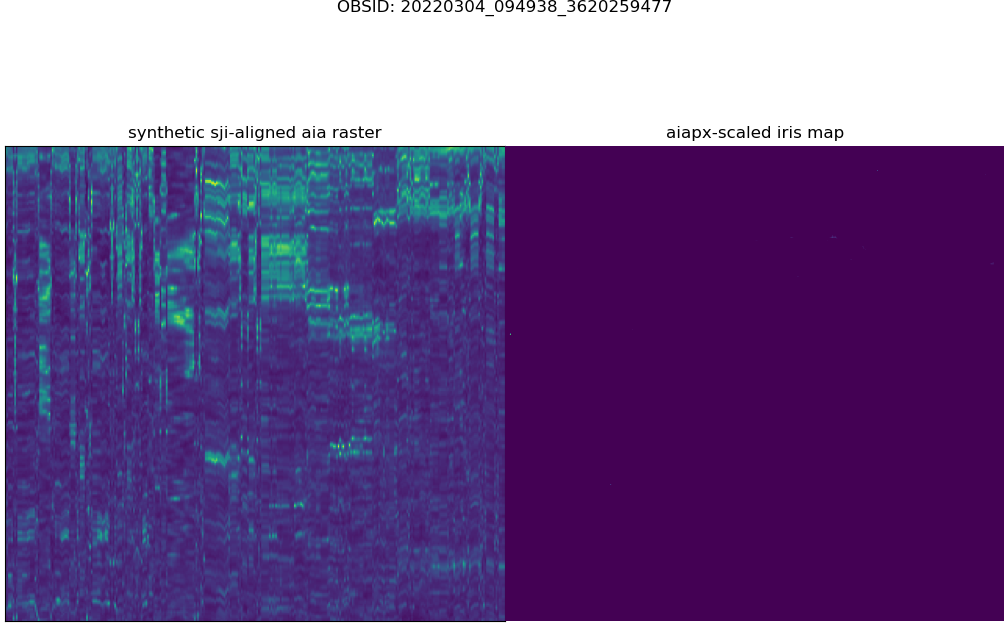 OBSID: 20220304_094938_3620259477
synthetic sji-aligned aia raster
aiapx-scaled iris map